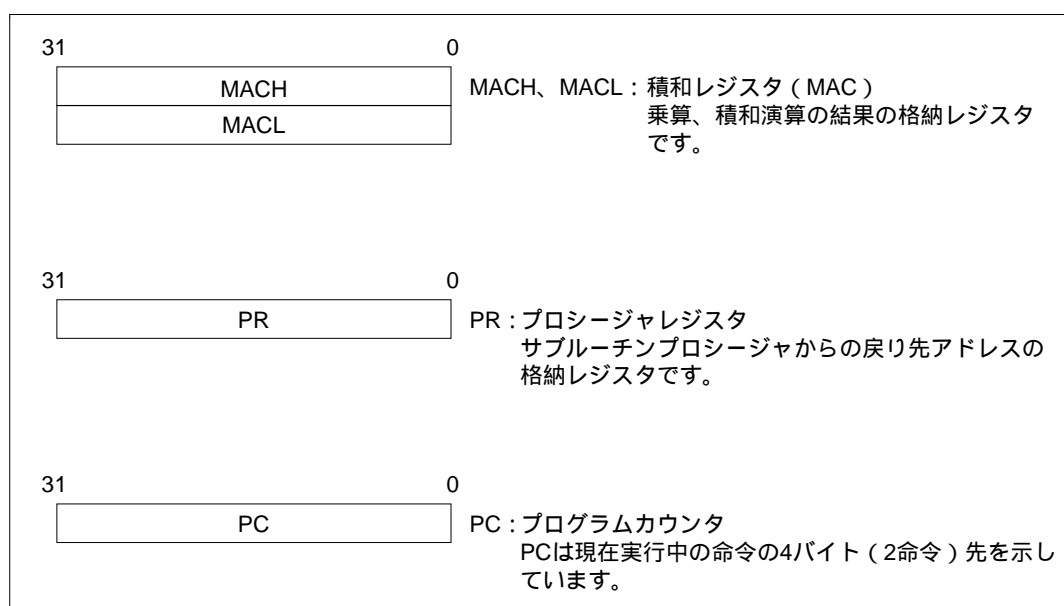 31 0
MACH
MACL
MACH、MACL：積和レジスタ（MAC）
乗算、積和演算の結果の格納レジスタ
です。
31 0
PR
PR：プロシージャレジスタ
サブルーチンプロシージャからの戻り先アドレスの
格納レジスタです。
31 0
PC
PC：プログラムカウンタ
PCは現在実行中の命令の4バイト（2命令）先を示し
ています。